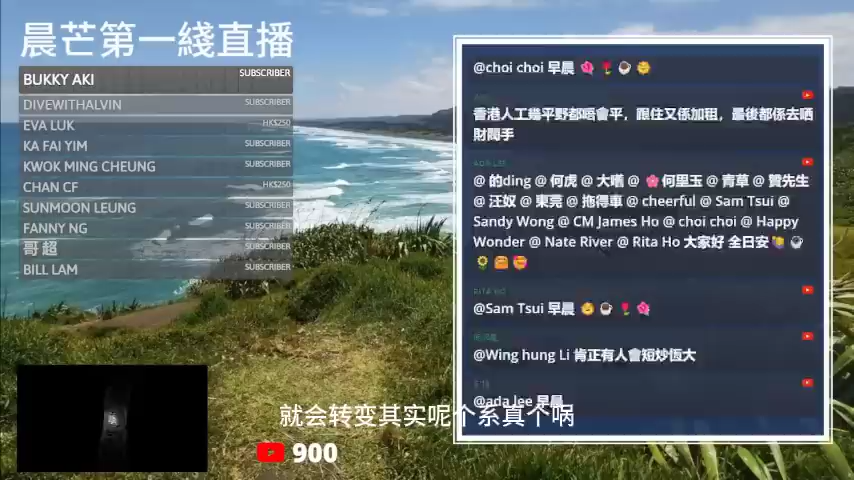 晨芒第一綫直播
BUKKY AKI SUBSCRIBER
DIVEWITHALVIN SUBSCRIBER
EVA LUK HK$250
KA FAI YIM SUBSCRIBER
KWOK MING CHEUNG SUBSCRIBER
CHAN CF HK$250
SUNMOON LEUNG SUBSCRIBER
FANNY NG SUBSCRIBER
哥 超 SUBSCRIBER
BILL LAM SUBSCRIBER
@choi choi 早晨 🌺 🌹 ☕ 🌞
香港人工幾平野都唔會平，跟住又係加租，最後都係去晒
財閥手
ADA LEE
@ 的ding @ 何虎 @ 大嚿 @ 🌸何里玉 @ 青草 @ 贊先生
@ 汪奴 @ 東莞 @ 拖得車 @ cheerful @ Sam Tsui @
Sandy Wong @ CM James Ho @ choi choi @ Happy
Wonder @ Nate River @ Rita Ho 大家好 全日安
RITA HO
@Sam Tsui 早晨 🌞 ☕ 🌹 🌺
@Wing hung Li 肯正有人會短炒恆大
@ada lee 早晨
就会转变其实呢个系真个喎
900